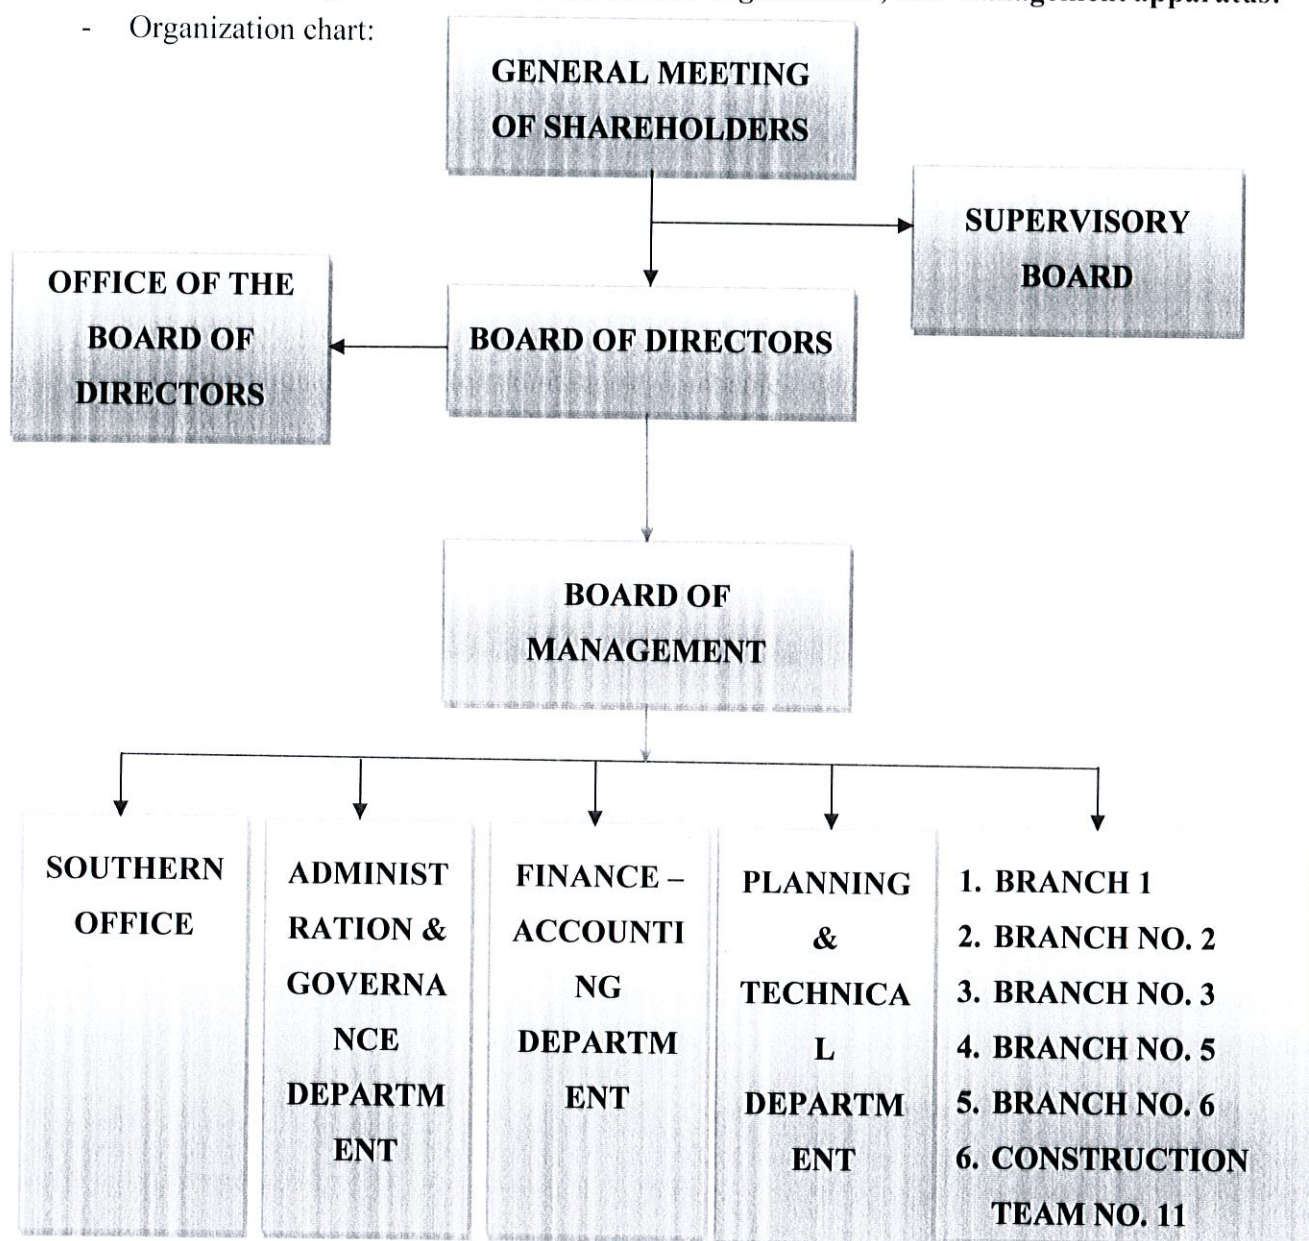 management apparatus.
- Organization chart:
GENERAL MEETING
OF SHAREHOLDERS
SUPERVISORY
BOARD
OFFICE OF THE
BOARD OF
DIRECTORS
BOARD OF DIRECTORS
BOARD OF
MANAGEMENT
SOUTHERN
OFFICE
ADMINIST
RATION &
GOVERNA
NCE
DEPARTM
ENT
FINANCE –
ACCOUNTI
NG
DEPARTM
ENT
PLANNING
&
TECHNICA
L
DEPARTM
ENT
1. BRANCH 1
2. BRANCH NO. 2
3. BRANCH NO. 3
4. BRANCH NO. 5
5. BRANCH NO. 6
6. CONSTRUCTION
TEAM NO. 11